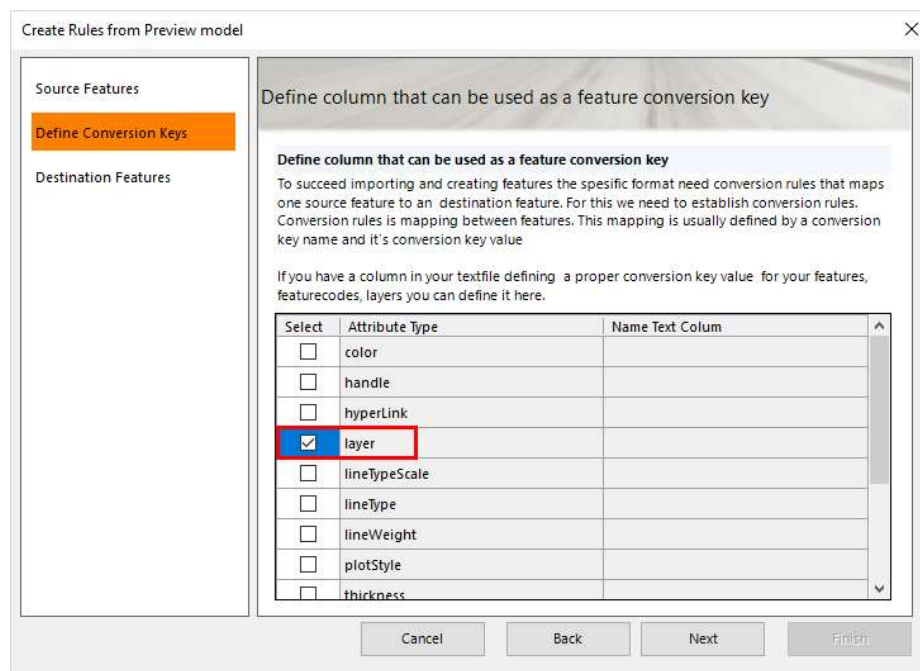 Create Rules from Preview model
Source Features
Define Conversion Keys
Destination Features
Define column that can be used as a feature conversion key
Define column that can be used as a feature conversion key
To succeed importing and creating features the spesific format need conversion rules that maps
one source feature to an destination feature. For this we need to establish conversion rules.
Conversion rules is mapping between features. This mapping is usually defined by a conversion
key name and it's conversion key value
If you have a column in your textfile defining a proper conversion key value for your features,
featurecodes, layers you can define it here.
Select Attribute Type Name Text Colum
color
handle
hyperLink
layer
lineTypeScale
lineType
lineWeight
plotStyle
thickness
Cancel Back Next Finish